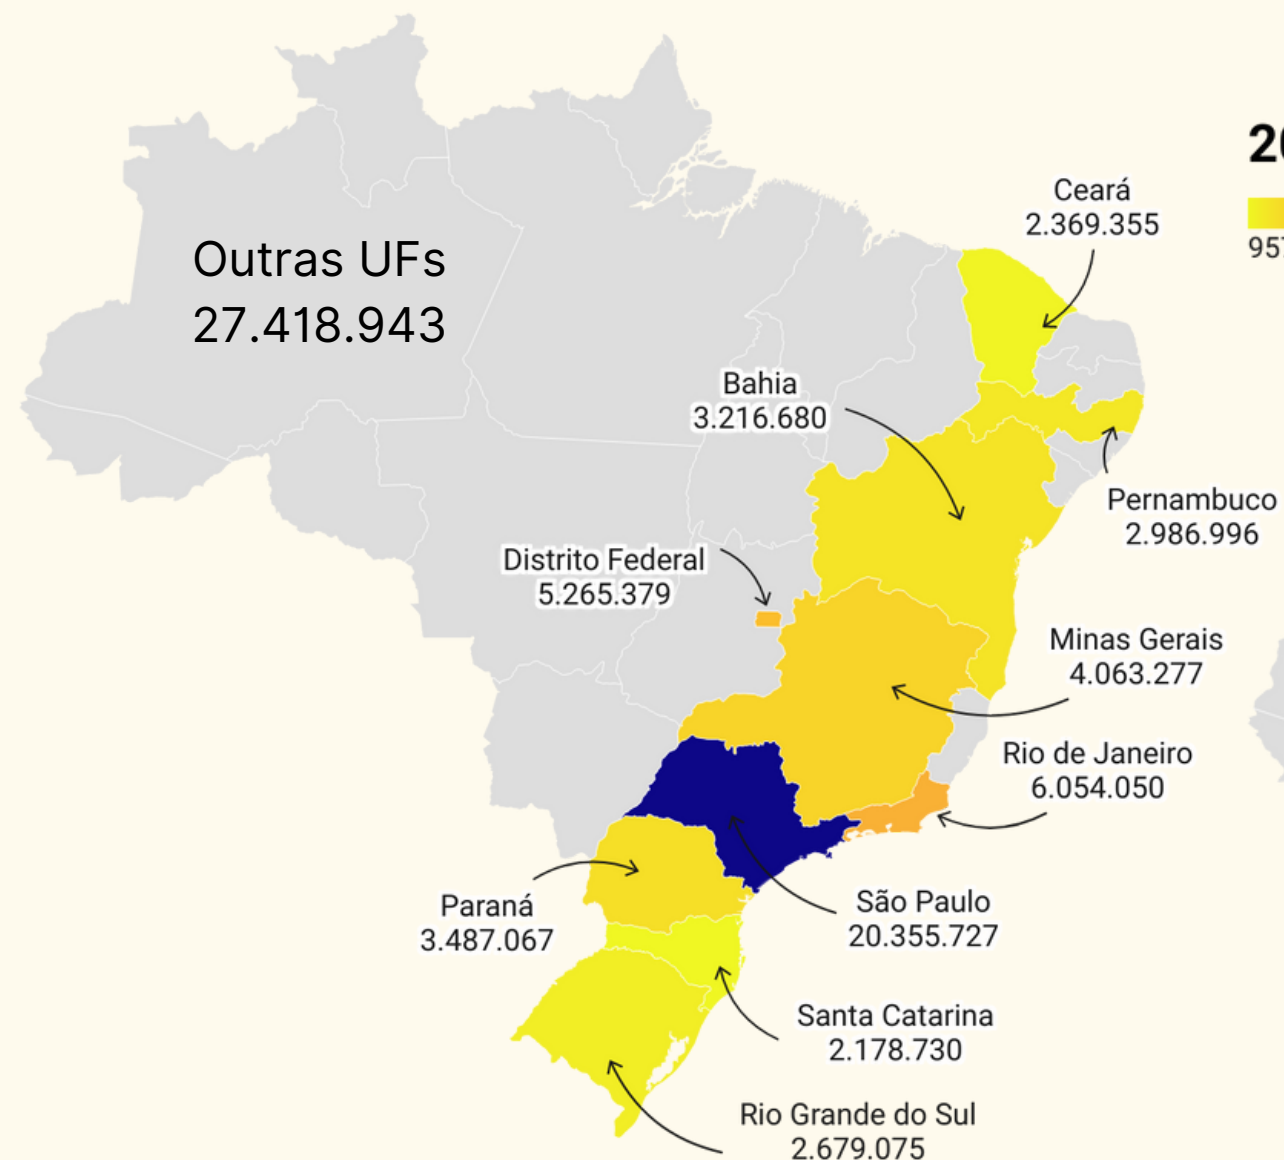 20
957
Outras UFs
27.418.943
Ceará
2.369.355
Bahia
3.216.680
Pernambuco
2.986.996
Distrito Federal
5.265.379
Minas Gerais
4.063.277
Rio de Janeiro
6.054.050
Paraná
3.487.067
São Paulo
20.355.727
Santa Catarina
2.178.730
Rio Grande do Sul
2.679.075